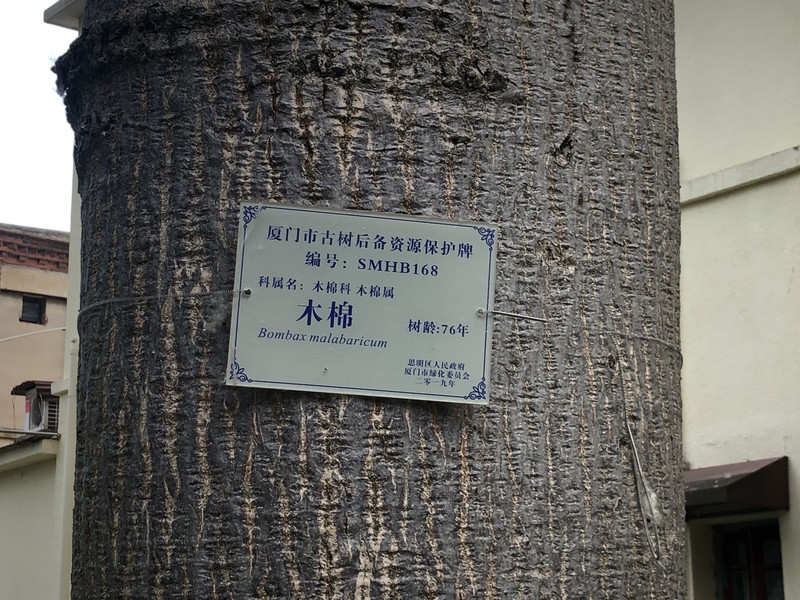 厦门市古树后备资源保护牌
编号：SMHB168
科属名：木棉科 木棉属
木棉
树龄:76年
Bombax malabaricum
思明区人民政府
厦门市绿化委员会
二零一九年